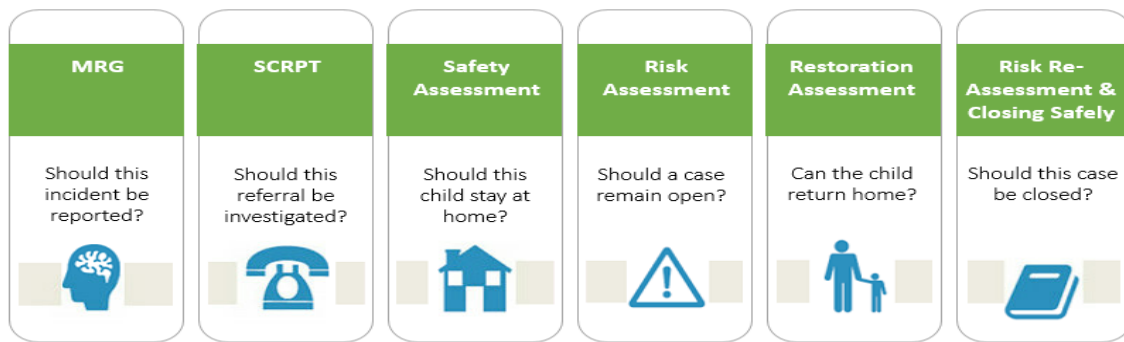 MRG
Should this
incident be
reported?
SCRPT
Should this
referral be
investigated?
Safety
Assessment
Should this
child stay at
home?
Risk
Assessment
Should a case
remain open?
Restoration
Assessment
Can the child
return home?
Risk Re-
Assessment &
Closing Safely
Should this case
be closed?